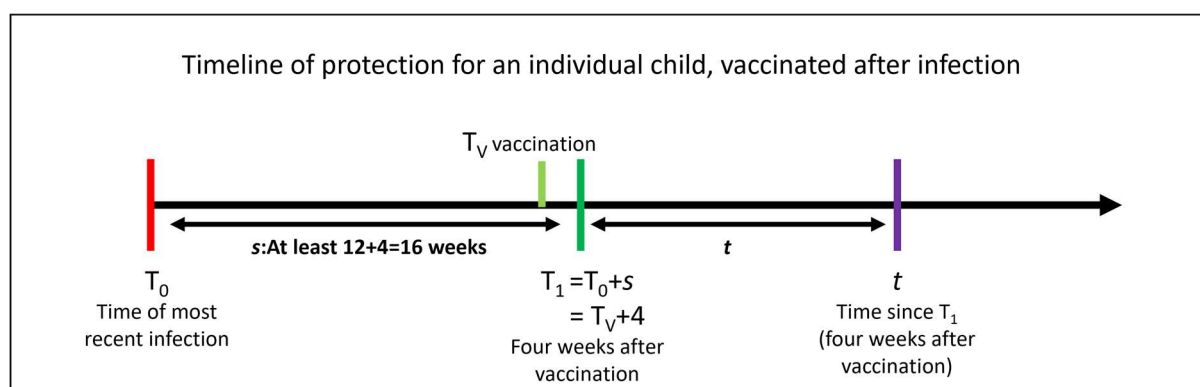 Timeline of protection for an individual child, vaccinated after infection
T_V vaccination
s:At least 12+4=16 weeks
t
T_0
Time of most
recent infection
T_1 =T_0+s
= T_V+4
Four weeks after
vaccination
t
Time since T_1
(four weeks after
vaccination)